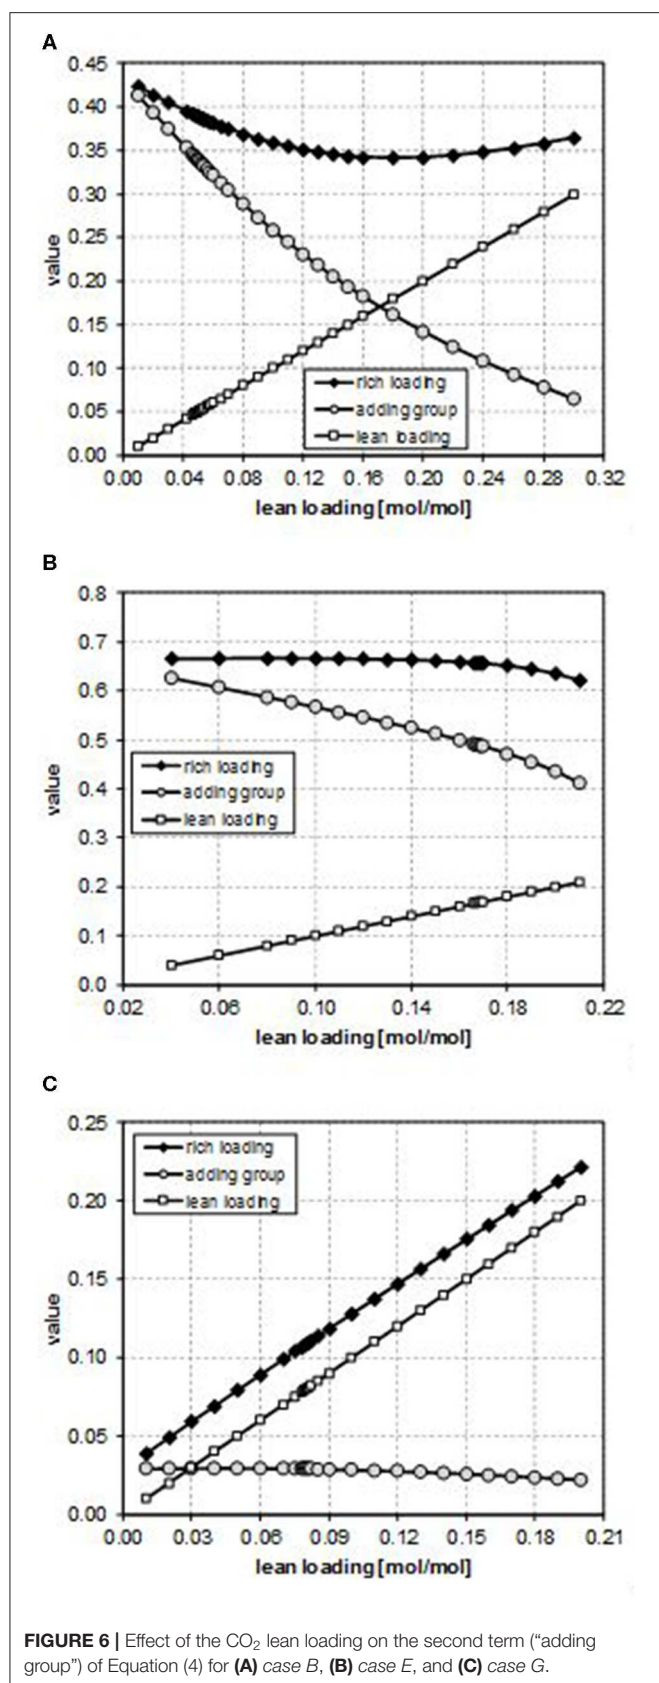 A
0.45
0.40
0.35
0.30
0.25
0.20
0.15
0.10
0.05
0.00
value
rich loading
adding group
lean loading
0.00 0.04 0.08 0.12 0.16 0.20 0.24 0.28 0.32
lean loading [mol/mol]
B
0.8
0.7
0.6
0.5
0.4
0.3
0.2
0.1
0.0
value
rich loading
adding group
lean loading
0.02 0.06 0.10 0.14 0.18 0.22
lean loading [mol/mol]
C
0.25
0.20
0.15
0.10
0.05
0.00
value
rich loading
adding group
lean loading
0.00 0.03 0.06 0.09 0.12 0.15 0.18 0.21
lean loading [mol/mol]
FIGURE 6 | Effect of the CO₂ lean loading on the second term (“adding
group”) of Equation (4) for (A) case B, (B) case E, and (C) case G.